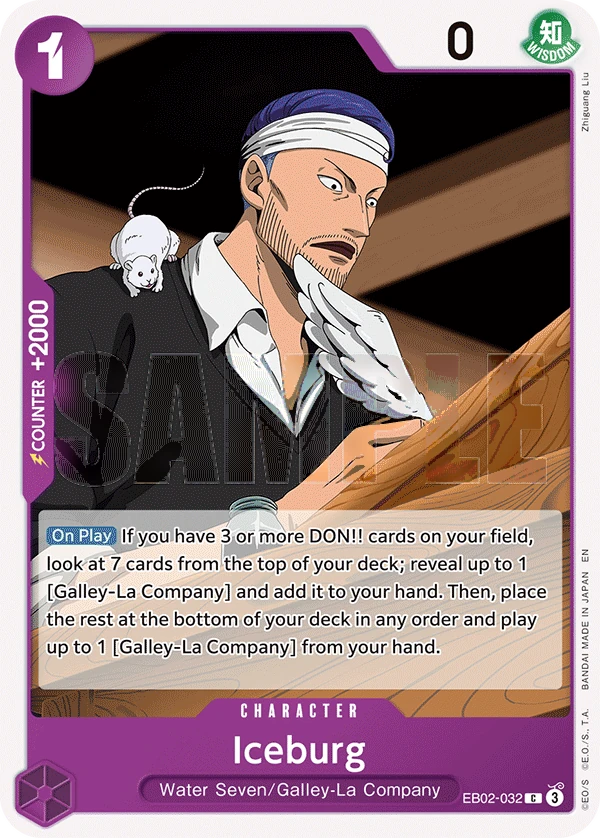 1
0
知
WISDOM
Zhiguang Liu
COUNTER +2000
SAMPLE
On Play If you have 3 or more DON!! cards on your field,
look at 7 cards from the top of your deck; reveal up to 1
[Galley-La Company] and add it to your hand. Then, place
the rest at the bottom of your deck in any order and play
up to 1 [Galley-La Company] from your hand.
©EO/S ©E.O./S., T.A. BANDAI MADE IN JAPAN EN
CHARACTER
Iceburg
Water Seven/Galley-La Company
EB02-032 C 3